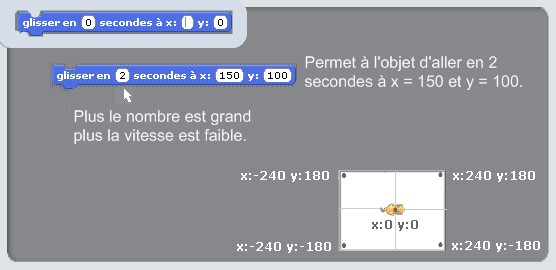 glisser en 0 secondes à x: y: 0
glisser en 2 secondes à x: 150 y: 100
Permet à l'objet d'aller en 2
secondes à x = 150 et y = 100.
Plus le nombre est grand
plus la vitesse est faible.
x:-240 y:180
x:240 y:180
x:0 y:0
x:-240 y:-180
x:240 y:-180